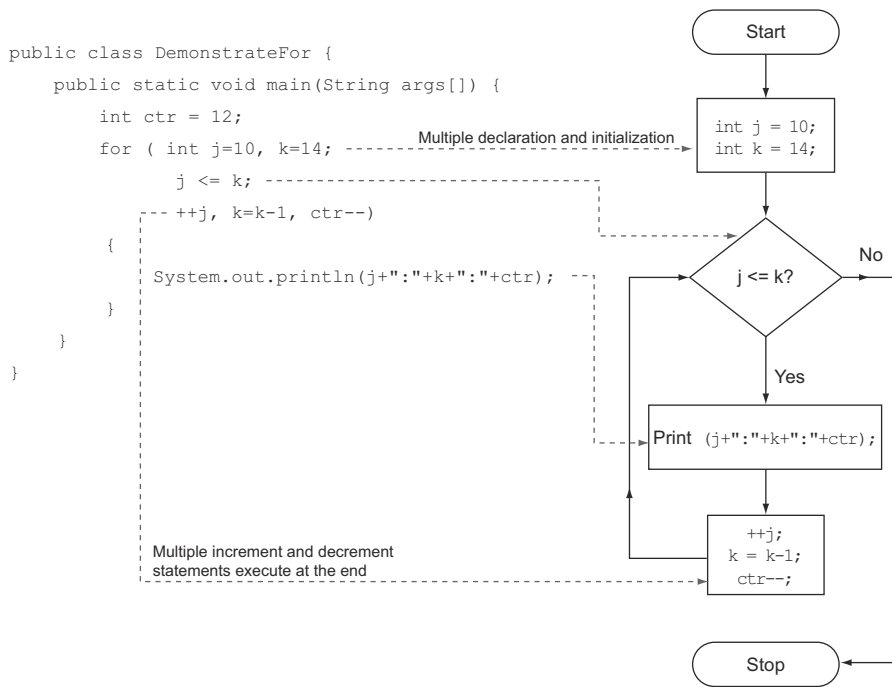 public class DemonstrateFor {
public static void main(String args[]) {
int ctr = 12;
for ( int j=10, k=14;
Multiple declaration and initialization
j <= k;
++j, k=k-1, ctr--)
{
System.out.println(j+":"+k+":"+ctr);
}
}
}
Multiple increment and decrement
statements execute at the end
Start
int j = 10;
int k = 14;
j <= k?
No
Yes
Print (j+":"+k+":"+ctr);
++j;
k = k-1;
ctr--;
Stop